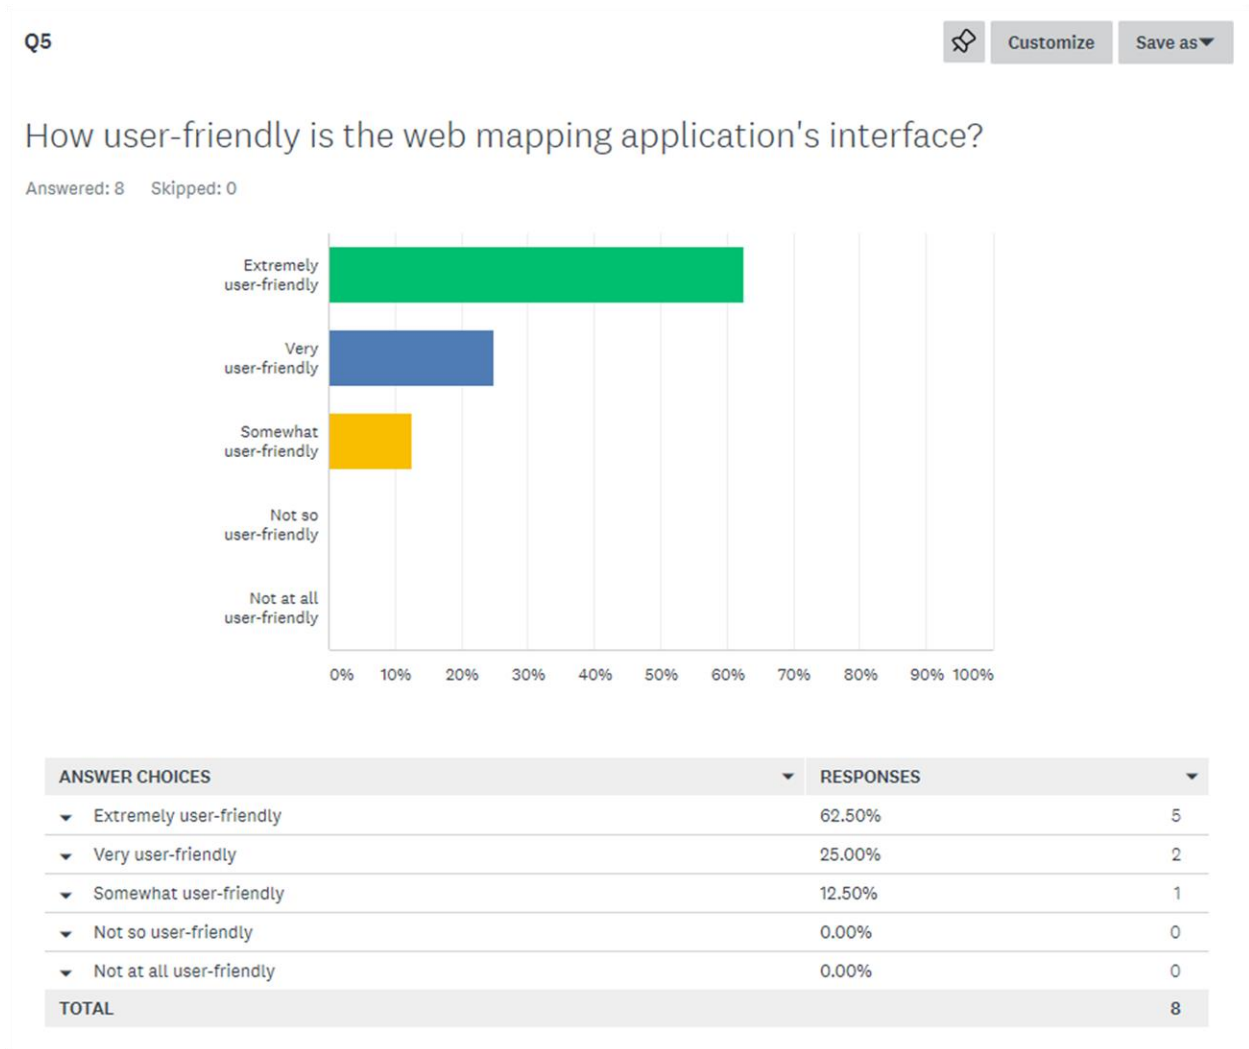 Q5
Customize
Save as
How user-friendly is the web mapping application's interface?
Answered: 8 Skipped: 0
Extremely
user-friendly
Very
user-friendly
Somewhat
user-friendly
Not so
user-friendly
Not at all
user-friendly
0% 10% 20% 30% 40% 50% 60% 70% 80% 90% 100%
ANSWER CHOICES RESPONSES
Extremely user-friendly 62.50% 5
Very user-friendly 25.00% 2
Somewhat user-friendly 12.50% 1
Not so user-friendly 0.00% 0
Not at all user-friendly 0.00% 0
TOTAL 8